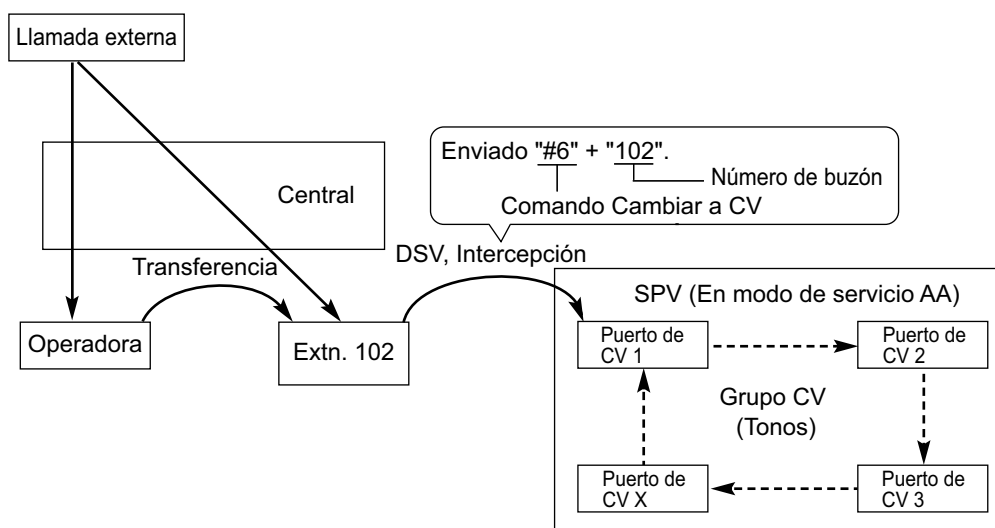 Llamada externa
Central
Enviado "#6" + "102".
Número de buzón
Comando Cambiar a CV
DSV, Intercepción
Transferencia
Operadora
Extn. 102
SPV (En modo de servicio AA)
Puerto de
CV 1
Puerto de
CV 2
Grupo CV
(Tonos)
Puerto de
CV X
Puerto de
CV 3